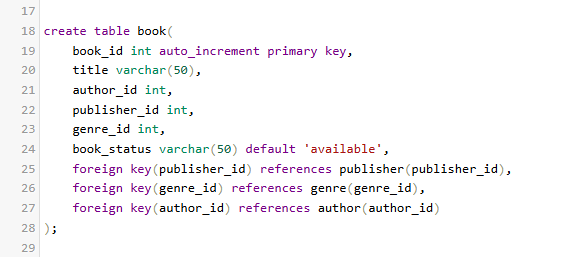 17
18 create table book(
19 book_id int auto_increment primary key,
20 title varchar(50),
21 author_id int,
22 publisher_id int,
23 genre_id int,
24 book_status varchar(50) default 'available',
25 foreign key(publisher_id) references publisher(publisher_id),
26 foreign key(genre_id) references genre(genre_id),
27 foreign key(author_id) references author(author_id)
28 );
29